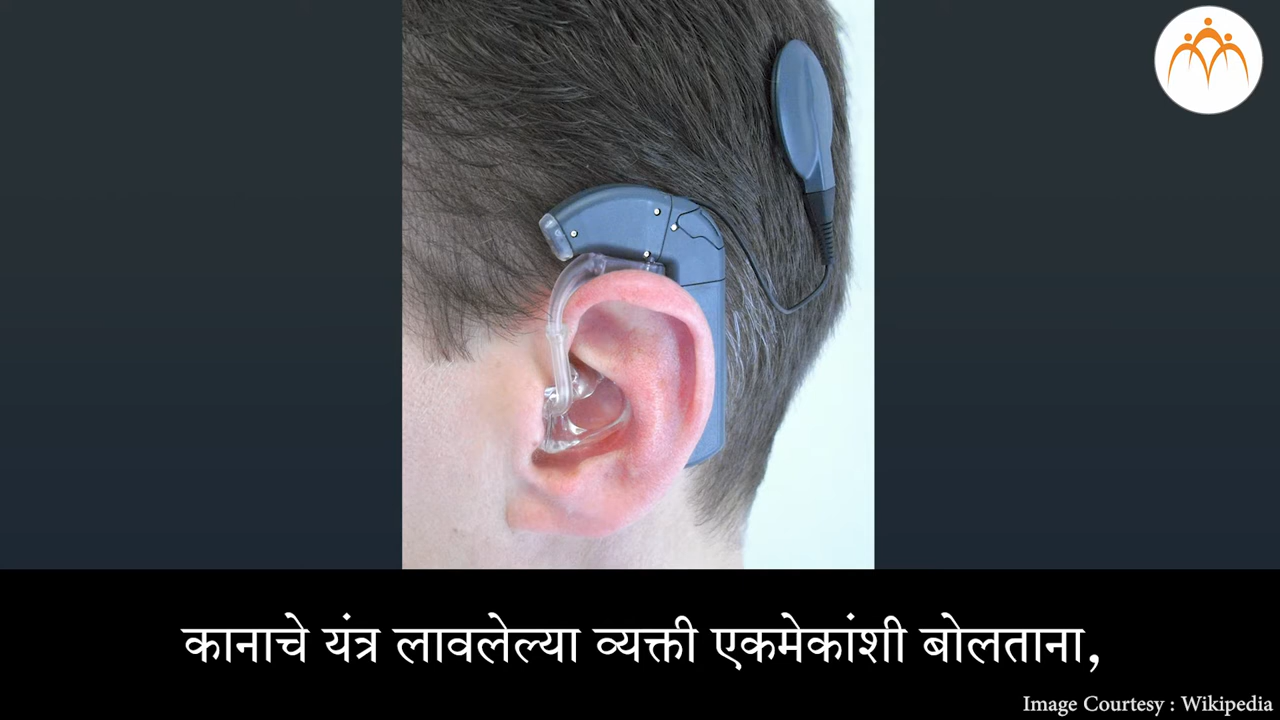 कानाचे यंत्र लावलेल्या व्यक्ती एकमेकांशी बोलताना,
Image Courtesy : Wikipedia